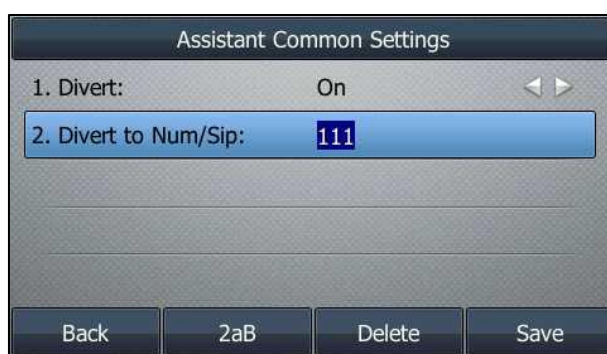 Assistant Common Settings
1. Divert: On
2. Divert to Num/Sip: 111
Back 2aB Delete Save